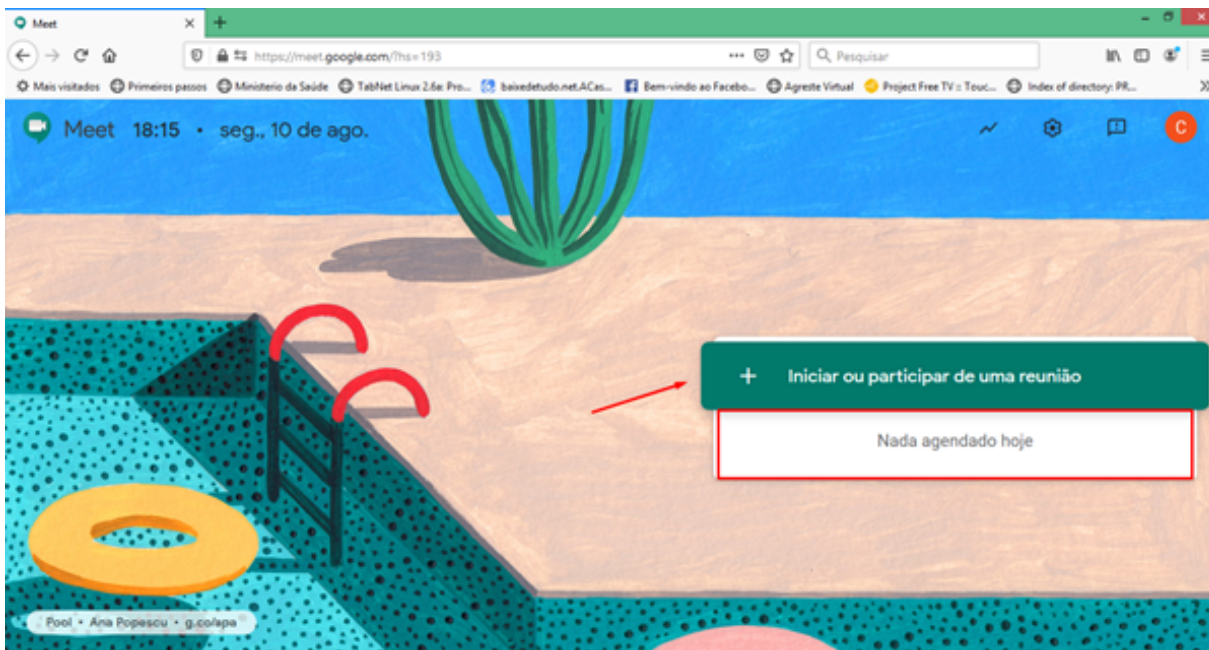 Meet
https://meet.google.com/?hs=193
Pesquisar
Mais visitados Primeiros passos Ministerio da Saúde TabNet Linux 2.6a: Pro... baixedetudo.net.ACas... Bem-vindo ao Facebo... Agreste Virtual Project Free TV :: Touc... Index of directory: PR...
Meet 18:15 • seg., 10 de ago.
C
+ Iniciar ou participar de uma reunião
Nada agendado hoje
Pool • Ana Popescu • g.co/apa